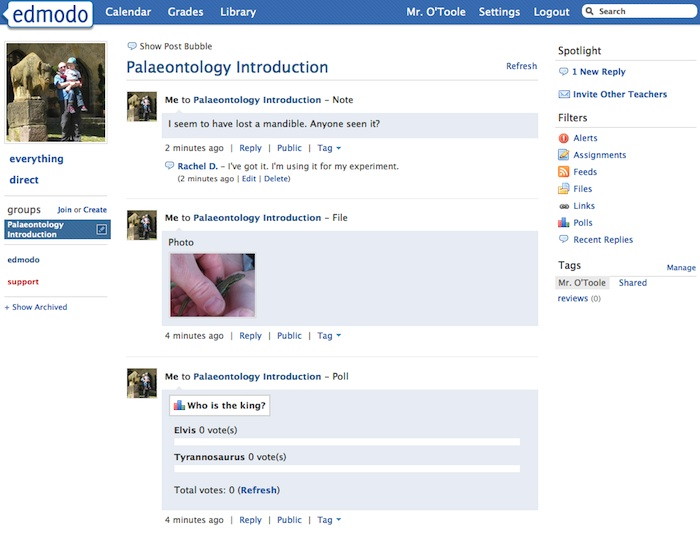 edmodo Calendar Grades Library Mr. O'Toole Settings Logout Search
everything
direct
groups Join or Create
Palaeontology
Introduction
edmodo
support
+ Show Archived
Show Post Bubble
Palaeontology Introduction Refresh
Me to Palaeontology Introduction – Note
I seem to have lost a mandible. Anyone seen it?
2 minutes ago | Reply | Public | Tag
Rachel D. – I've got it. I'm using it for my experiment.
(2 minutes ago | Edit | Delete)
Me to Palaeontology Introduction – File
Photo
4 minutes ago | Reply | Public | Tag
Me to Palaeontology Introduction – Poll
Who is the king?
Elvis 0 vote(s)
Tyrannosaurus 0 vote(s)
Total votes: 0 (Refresh)
4 minutes ago | Reply | Public | Tag
Spotlight
1 New Reply
Invite Other Teachers
Filters
Alerts
Assignments
Feeds
Files
Links
Polls
Recent Replies
Tags Manage
Mr. O'Toole Shared
reviews (0)